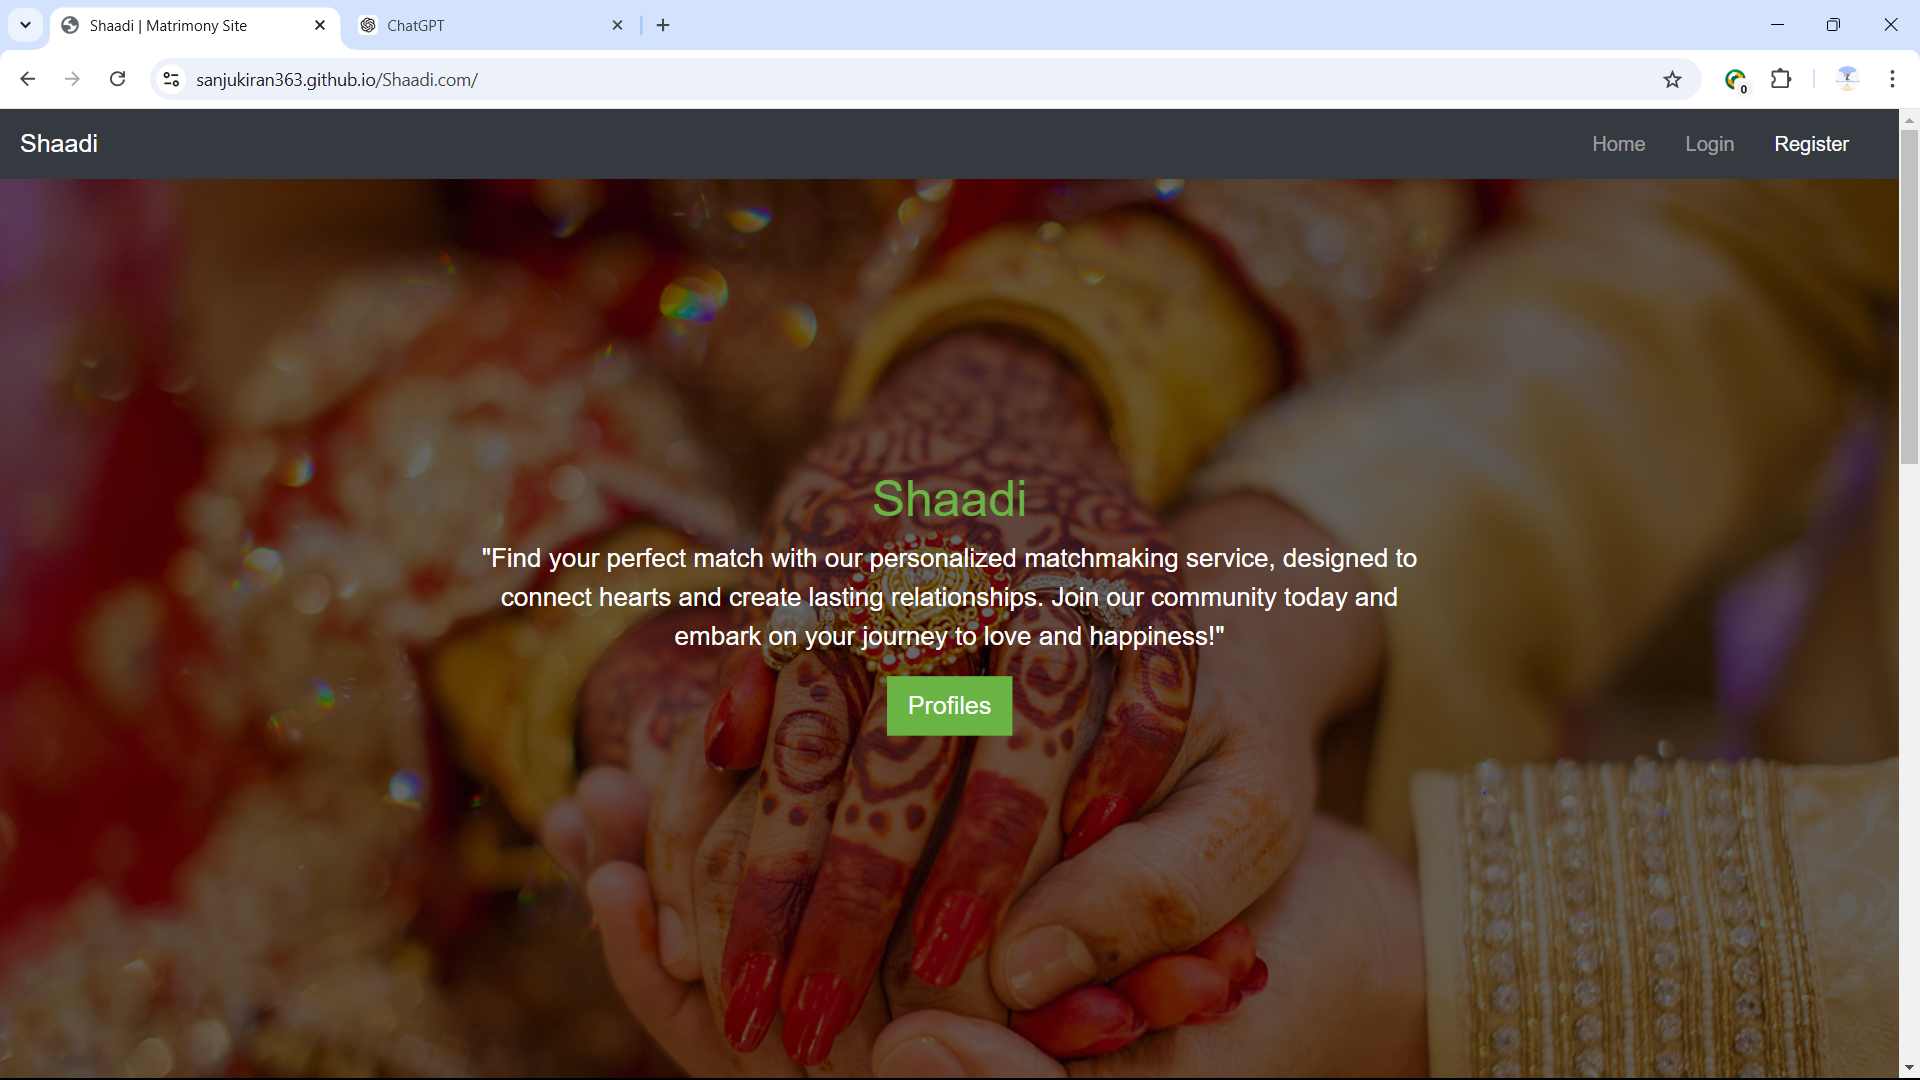 Shaadi | Matrimony Site
ChatGPT
sanjukiran363.github.io/Shaadi.com/
0
Shaadi
Home
Login
Register
Shaadi
"Find your perfect match with our personalized matchmaking service, designed to
connect hearts and create lasting relationships. Join our community today and
embark on your journey to love and happiness!"
Profiles